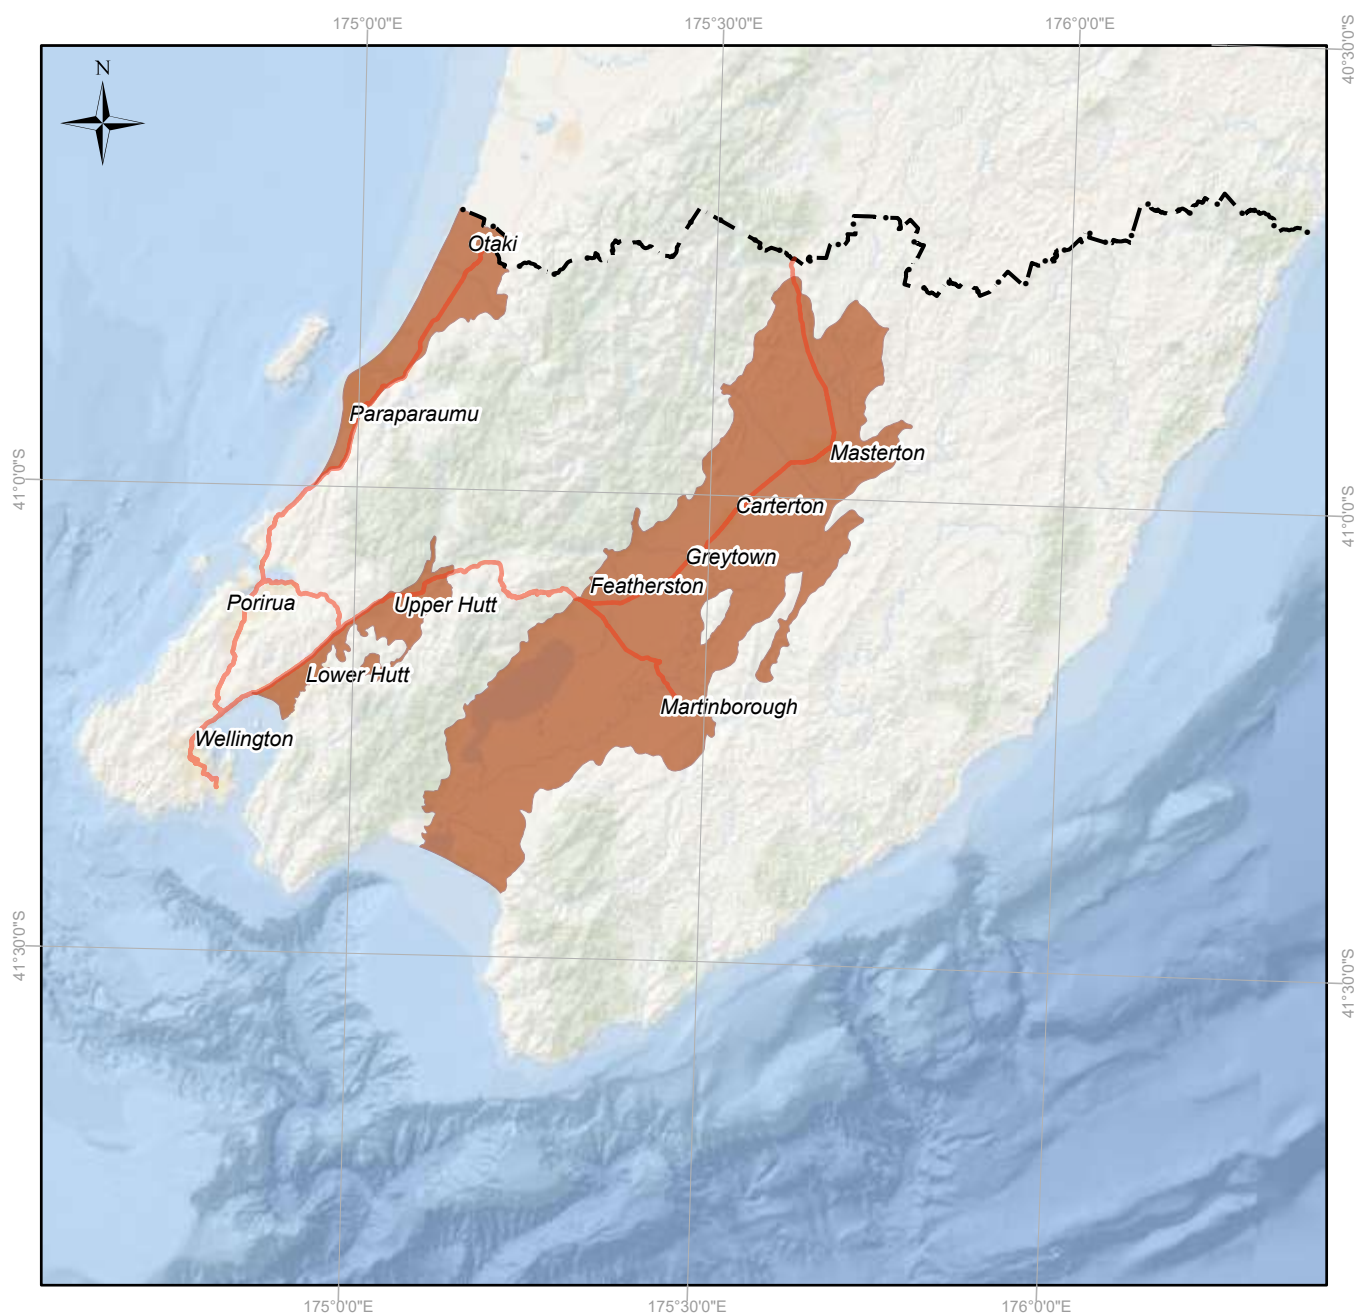 175°0'0"E
175°30'0"E
176°0'0"E
40°30'0"S
N
Otaki
Paraparaumu
Masterton
41°0'0"S
Carterton
41°0'0"S
Greytown
Featherston
Porirua
Upper Hutt
Lower Hutt
Martinborough
Wellington
41°30'0"S
41°30'0"S
175°0'0"E
175°30'0"E
176°0'0"E